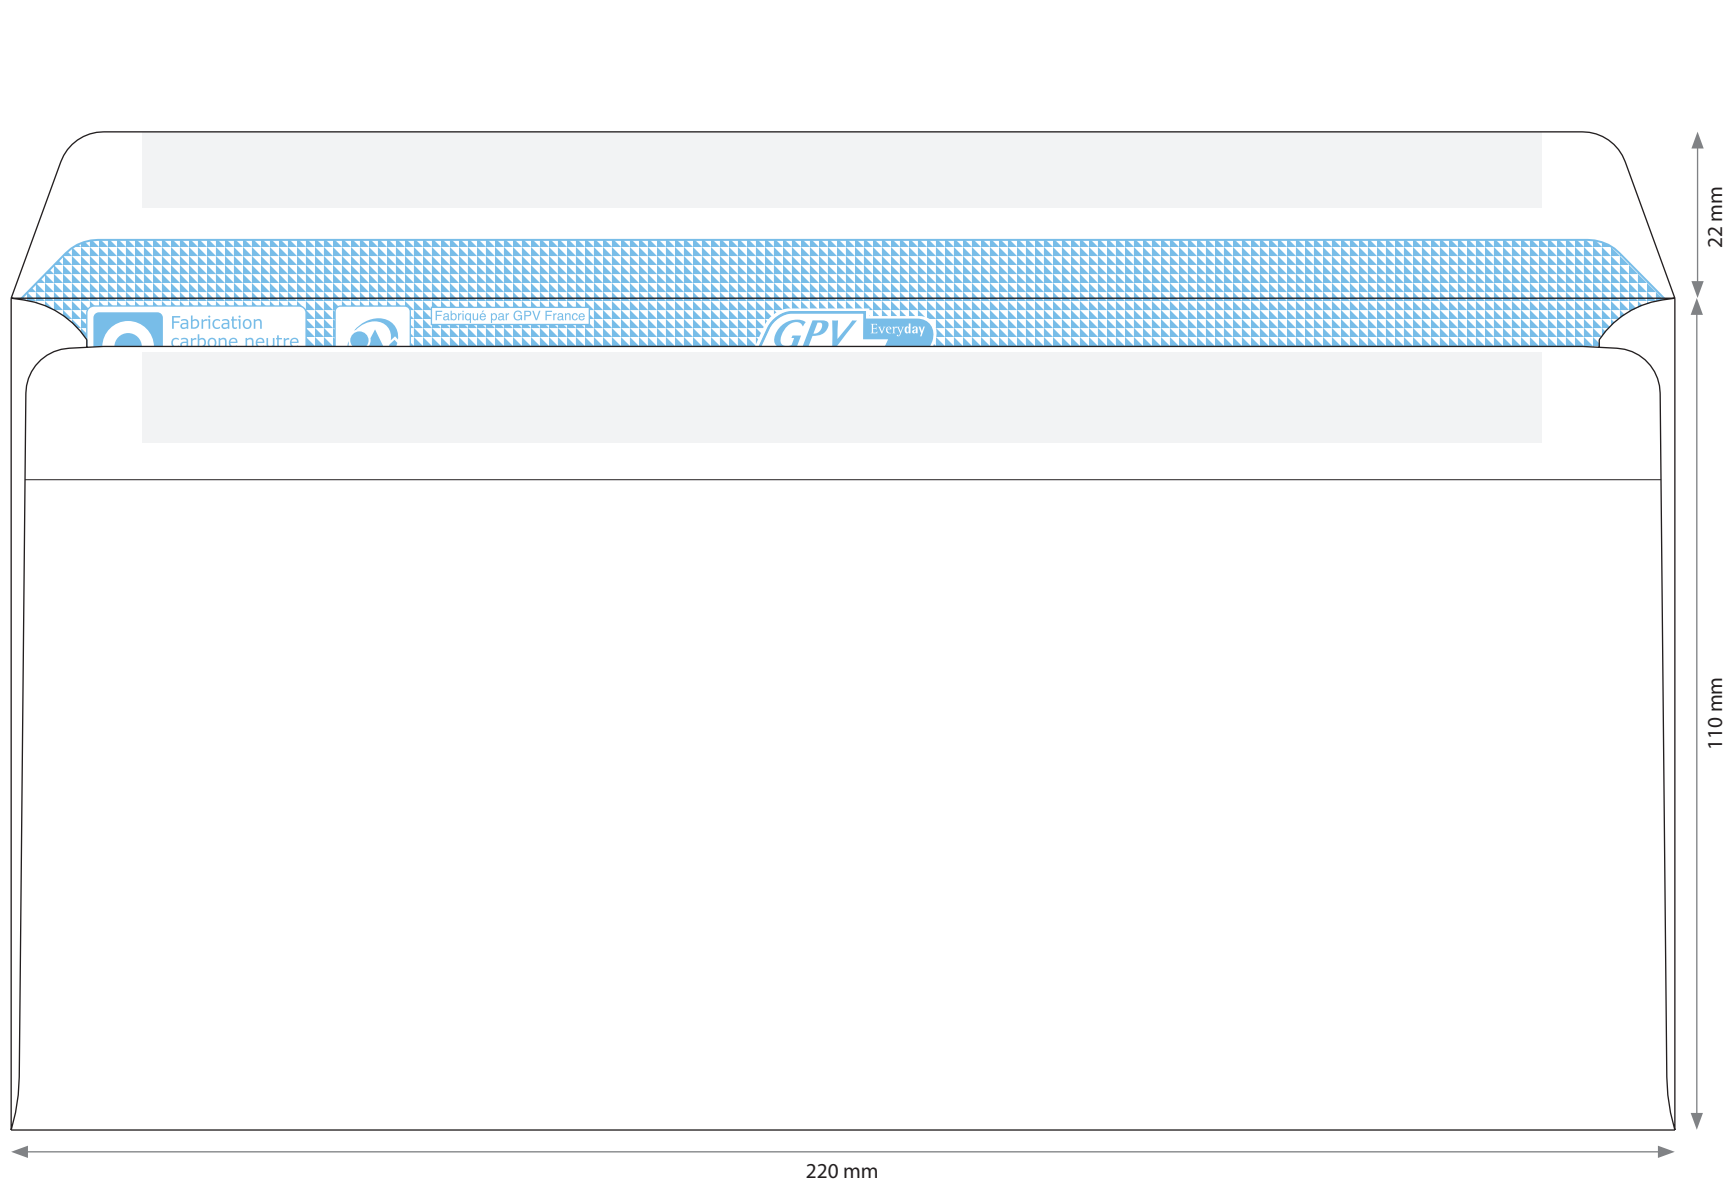 22 mm
Fabrication
carbone neutre
Fabriqué par GPV France
GPV
Everyday
110 mm
220 mm